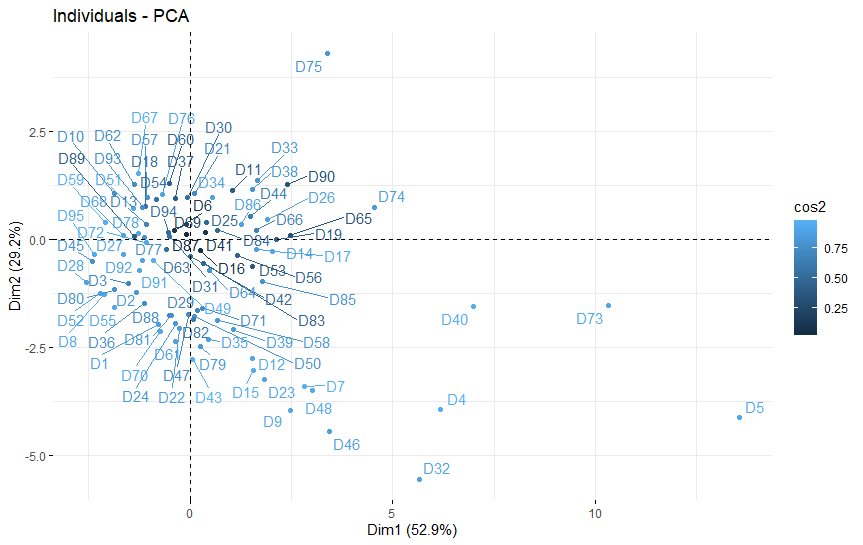 Individuals - PCA
D75
D67
D76
D30
D10
D62
D57
D60
D21
D33
D89
D93
D18
D37
D11
D38
D90
D59
D51
D54
D34
D44
D26
D74
D68
D13
D6
D86
D95
D94
D69
D25
D66
D65
D72
D78
D84
D19
D45
D27
D77
D87
D41
D14
D17
D28
D92
D63
D16
D53
D56
D3
D91
D31
D64
D42
D85
D80
D2
D29
D49
D52
D55
D88
D71
D83
D40
D73
D8
D36
D81
D82
D35
D39
D58
D1
D61
D79
D12
D50
D70
D47
D15
D23
D7
D24
D22
D43
D48
D4
D5
D9
D46
D32
2.5
0.0
-2.5
-5.0
0
5
10
Dim1 (52.9%)
Dim2 (29.2%)
cos2
0.75
0.50
0.25